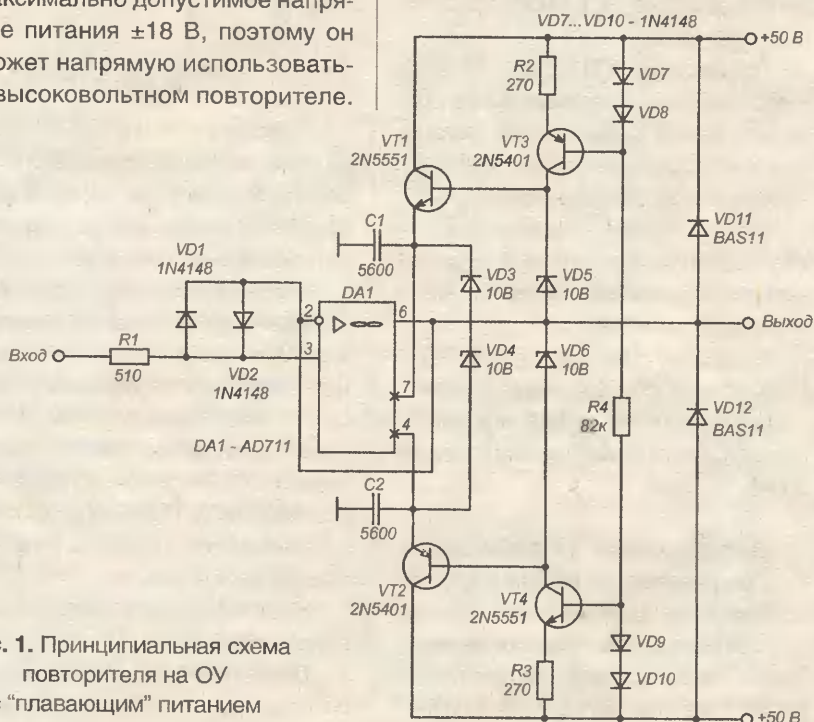 аксимально допустимое напря-
е питания ±18 В, поэтому он
ожет напрямую использовать-
высоковольтном повторителе.
VD7...VD10 - 1N4148
+50 В
R2
270
VD7
VD8
VT1
2N5551
VT3
2N5401
C1
5600
VD11
BAS11
VD1
1N4148
DA1
VD3
10В
VD5
10В
2
6
Выход
Вход
R1
510
3
VD4
10В
VD6
10В
VD2
1N4148
7
4
R4
82к
VD12
BAS11
DA1 - AD711
C2
5600
VT2
2N5401
VT4
2N5551
VD9
VD10
R3
270
+50 В
с. 1. Принципиальная схема
повторителя на ОУ
"плавающим" питанием